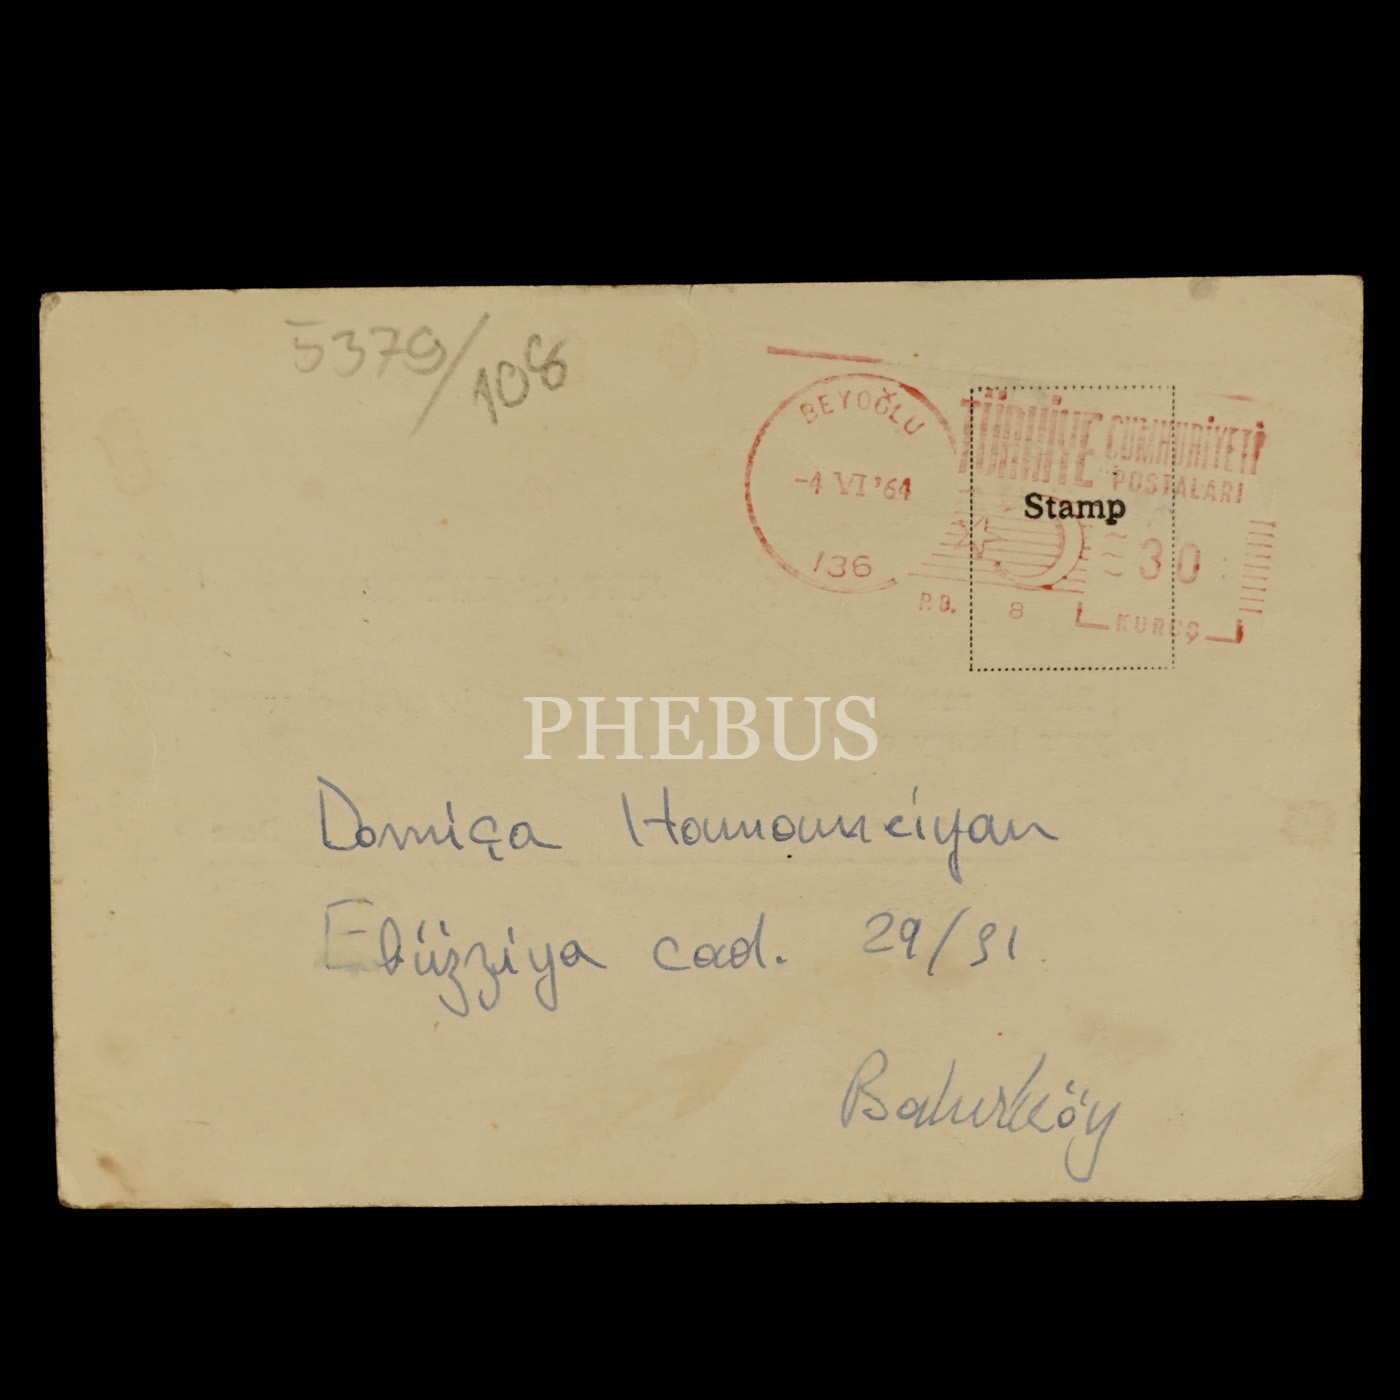 5379/108
BEYOĞLU
-4 VI '64
136
TÜRKİYE CUMHURİYETİ
POSTALARI
Stamp
30
P.B. 8 KURUŞ
PHEBUS
Domiça Hamamciyan
Ebüzziya cad. 29/31
Bakırköy